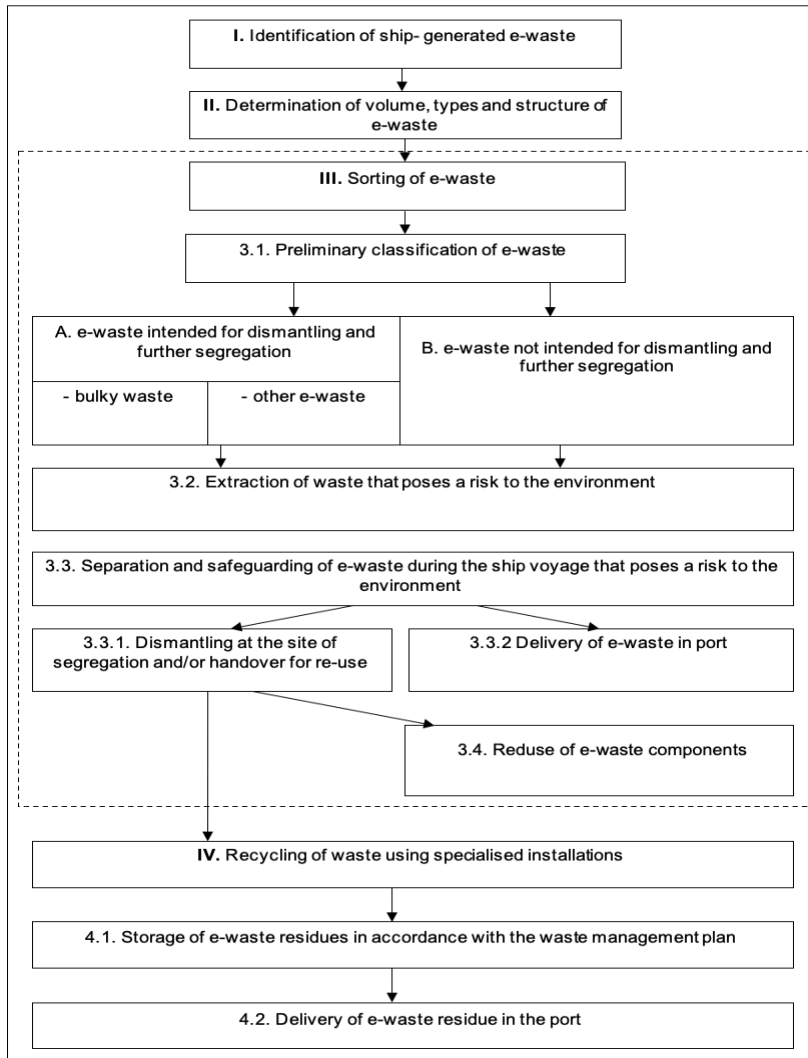 I. Identification of ship- generated e-waste
II. Determination of volume, types and structure of
e-waste
III. Sorting of e-waste
3.1. Preliminary classification of e-waste
A. e-waste intended for dismantling and
further segregation
- bulky waste
- other e-waste
B. e-waste not intended for dismantling and
further segregation
3.2. Extraction of waste that poses a risk to the environment
3.3. Separation and safeguarding of e-waste during the ship voyage that poses a risk to the
environment
3.3.1. Dismantling at the site of
segregation and/or handover for re-use
3.3.2 Delivery of e-waste in port
3.4. Reduse of e-waste components
IV. Recycling of waste using specialised installations
4.1. Storage of e-waste residues in accordance with the waste management plan
4.2. Delivery of e-waste residue in the port